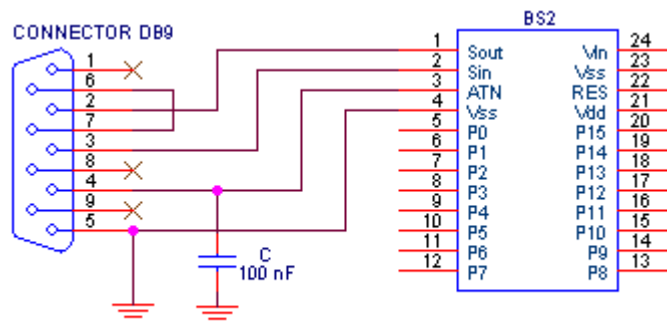 BS2
CONNECTOR DB9
1
6
2
7
3
8
4
9
5
C
100 nF
1 Sout Vin 24
2 Sin Vss 23
3 ATN RES 22
4 Vss Vdd 21
5 P0 P15 20
6 P1 P14 19
7 P2 P13 18
8 P3 P12 17
9 P4 P11 16
10 P5 P10 15
11 P6 P9 14
12 P7 P8 13